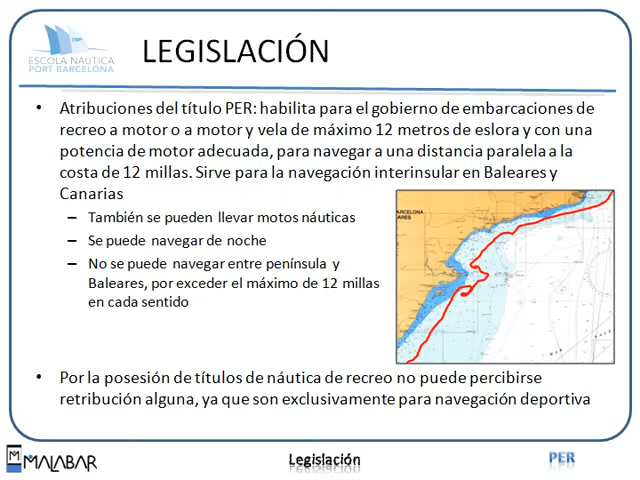 ESCOLA NÀUTICA
PORT BARCELONA
LEGISLACIÓN
• Atribuciones del título PER: habilita para el gobierno de embarcaciones de
recreo a motor o a motor y vela de máximo 12 metros de eslora y con una
potencia de motor adecuada, para navegar a una distancia paralela a la
costa de 12 millas. Sirve para la navegación interinsular en Baleares y
Canarias
– También se pueden llevar motos náuticas
– Se puede navegar de noche
– No se puede navegar entre península y
Baleares, por exceder el máximo de 12 millas
en cada sentido
BARCELONA
ARES
MAR
BALEAR
• Por la posesión de títulos de náutica de recreo no puede percibirse
retribución alguna, ya que son exclusivamente para navegación deportiva
MALABAR
Legislación
PER